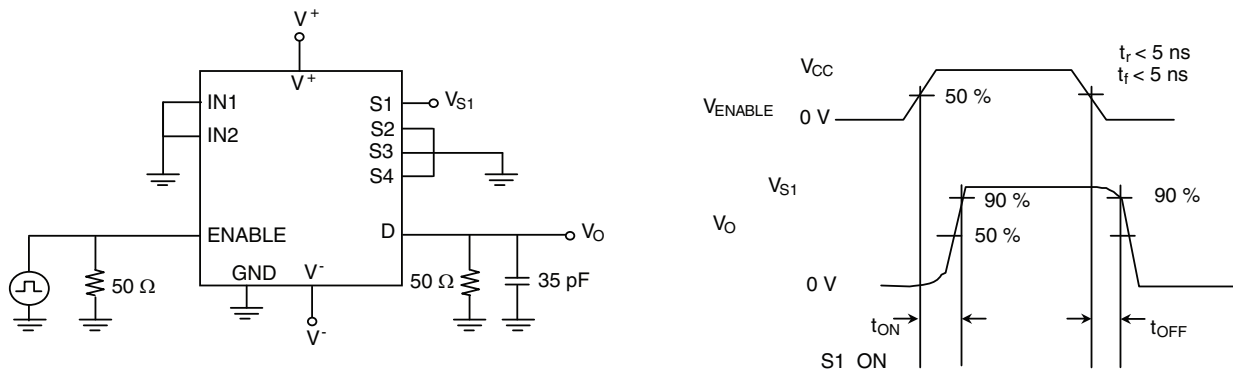 V+
V+
IN1
IN2
S1
VS1
S2
S3
S4
ENABLE
D
VO
GND
V-
50 Ω
50 Ω
35 pF
V-
VCC
tr < 5 ns
tf < 5 ns
50 %
VENABLE
0 V
VS1
90 %
90 %
VO
50 %
0 V
tON
tOFF
S1 ON